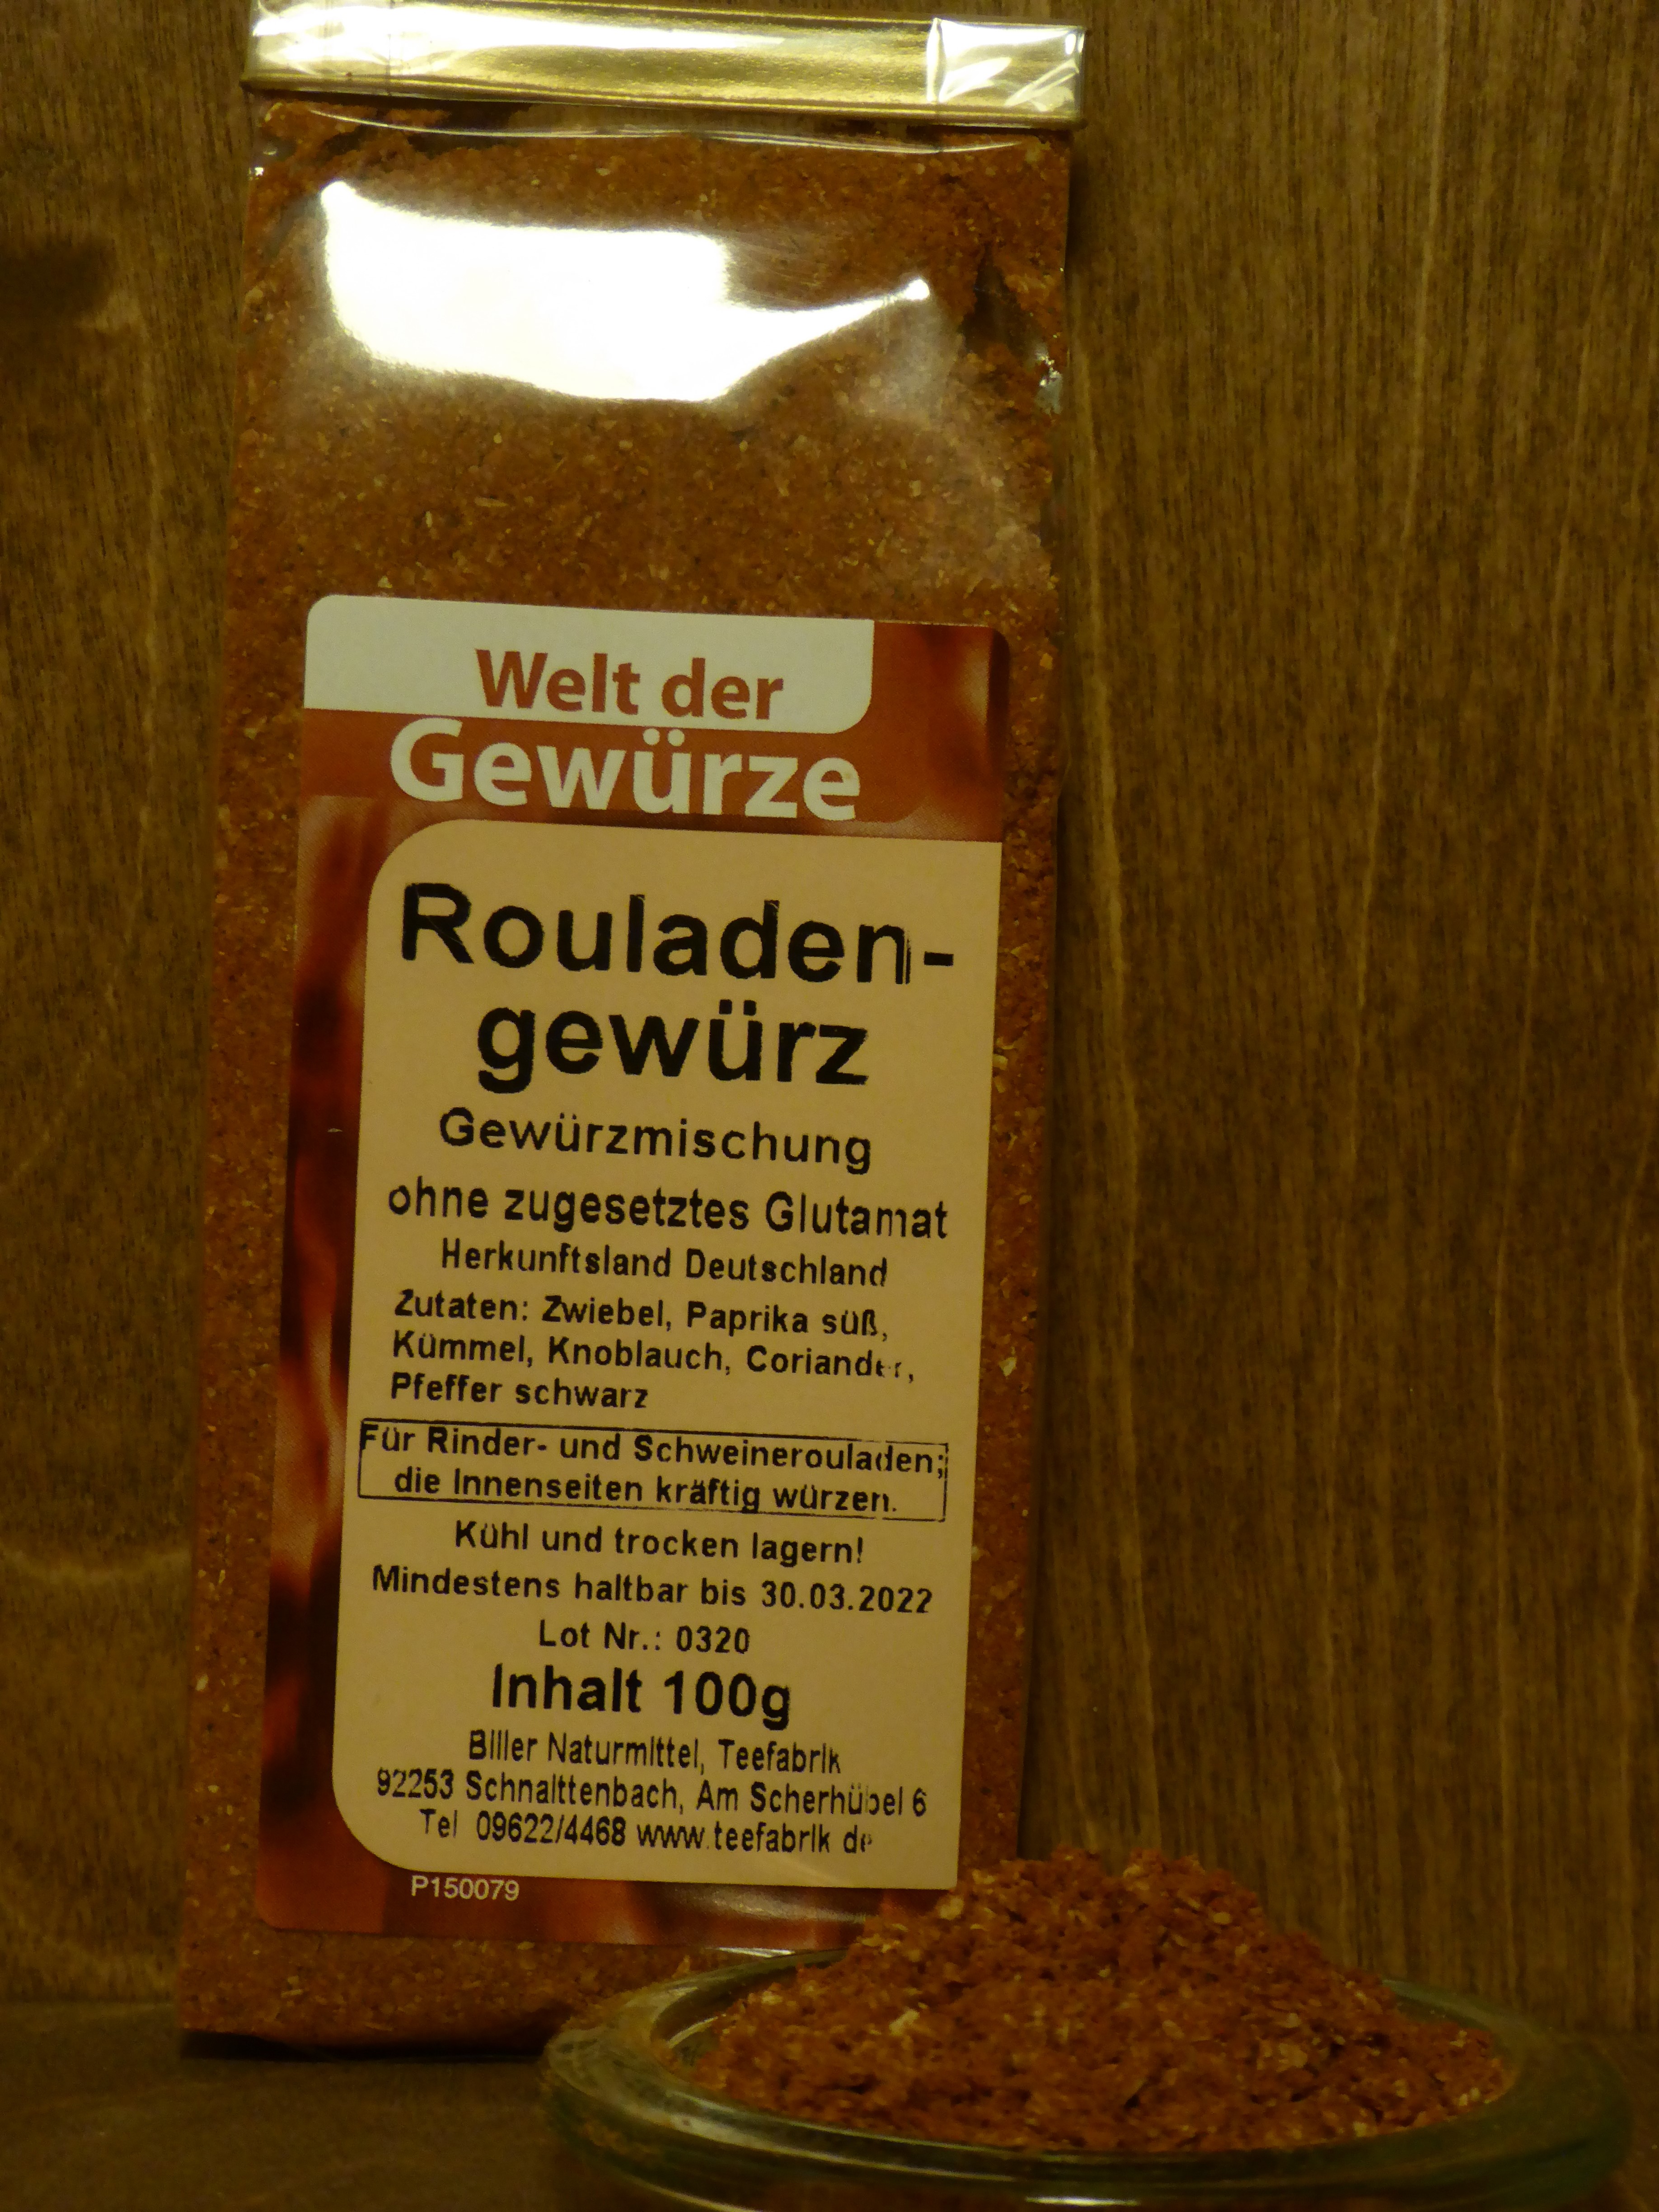 Welt der
Gewürze
Rouladen-
gewürz
Gewürzmischung
ohne zugesetztes Glutamat
Herkunftsland Deutschland
Zutaten: Zwiebel, Paprika süß,
Kümmel, Knoblauch, Coriander,
Pfeffer schwarz
Für Rinder- und Schweinerouladen;
die Innenseiten kräftig würzen.
Kühl und trocken lagern!
Mindestens haltbar bis 30.03.2022
Lot Nr.: 0320
Inhalt 100g
Biller Naturmittel, Teefabrik
92253 Schnaittenbach, Am Scherhübel 6
Tel 09622/4468 www.teefabrik de
P150079